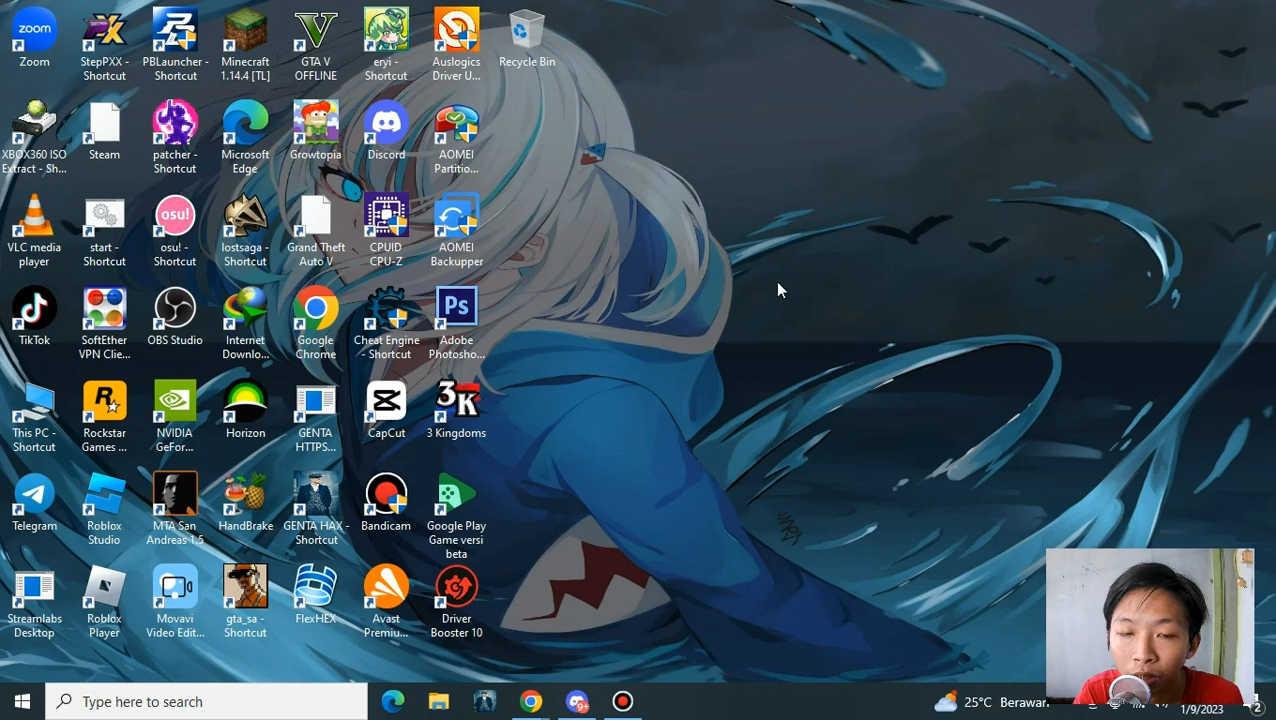 zoom
Zoom
StepPXX -
Shortcut
PBLauncher -
Shortcut
Minecraft
1.14.4 [TL]
GTA V
OFFLINE
eryi -
Shortcut
Auslogics
Driver U...
Recycle Bin
XBOX360 ISO
Extract - Sh...
Steam
patcher -
Shortcut
Microsoft
Edge
Growtopia
Discord
AOMEI
Partitio...
VLC media
player
start -
Shortcut
osu!
osu! -
Shortcut
lostsaga -
Shortcut
Grand Theft
Auto V
CPUID
CPU-Z
AOMEI
Backupper
TikTok
SoftEther
VPN Clie...
OBS Studio
Internet
Downlo...
Google
Chrome
Cheat Engine
- Shortcut
Ps
Adobe
Photosho...
This PC -
Shortcut
R
Rockstar
Games ...
NVIDIA
GeFor...
Horizon
GENTA
HTTPS...
CapCut
3K
3 Kingdoms
Telegram
Roblox
Studio
MTA San
Andreas 1.5
HandBrake
GENTA HAX -
Shortcut
Bandicam
Google Play
Game versi
beta
Streamlabs
Desktop
Roblox
Player
Movavi
Video Edit...
gta_sa -
Shortcut
FlexHEX
Avast
Premiu...
Driver
Booster 10
Type here to search
9+
25°C Berawan
1/9/2023
2